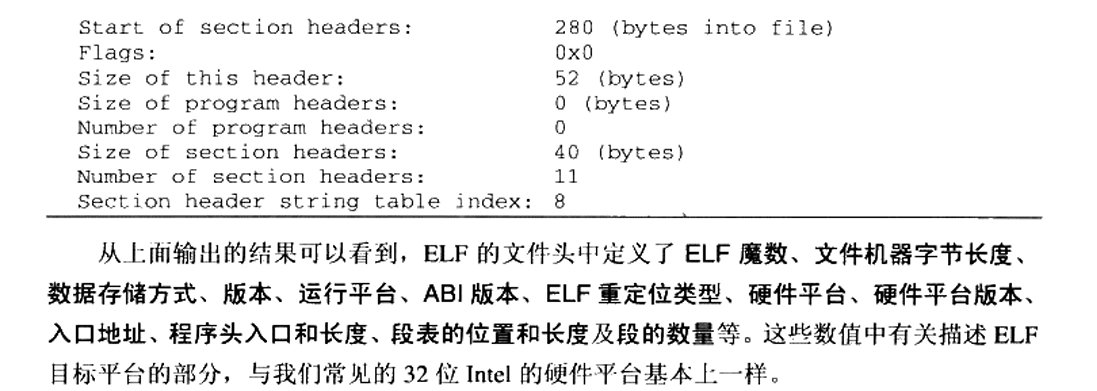 Start of section headers: 280 (bytes into file)
Flags: 0x0
Size of this header: 52 (bytes)
Size of program headers: 0 (bytes)
Number of program headers: 0
Size of section headers: 40 (bytes)
Number of section headers: 11
Section header string table index: 8
从上面输出的结果可以看到，ELF 的文件头中定义了 ELF 魔数、文件机器字节长度、
数据存储方式、版本、运行平台、ABI 版本、ELF 重定位类型、硬件平台、硬件平台版本、
入口地址、程序头入口和长度、段表的位置和长度及段的数量等。这些数值中有关描述 ELF
目标平台的部分，与我们常见的 32 位 Intel 的硬件平台基本上一样。